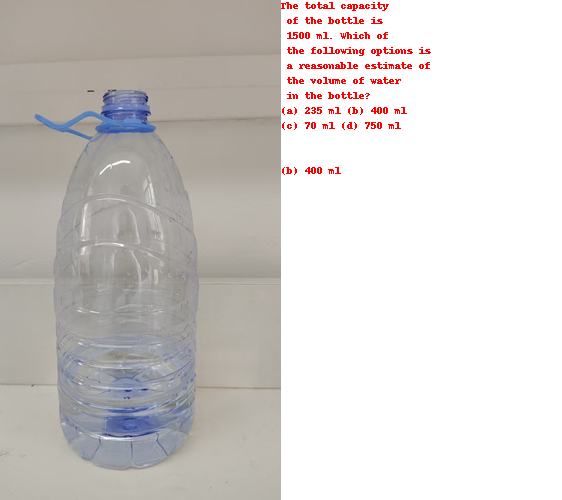 The total capacity
of the bottle is
1500 ml. Which of
the following options is
a reasonable estimate of
the volume of water
in the bottle?
(a) 235 ml (b) 400 ml
(c) 70 ml (d) 750 ml
(b) 400 ml